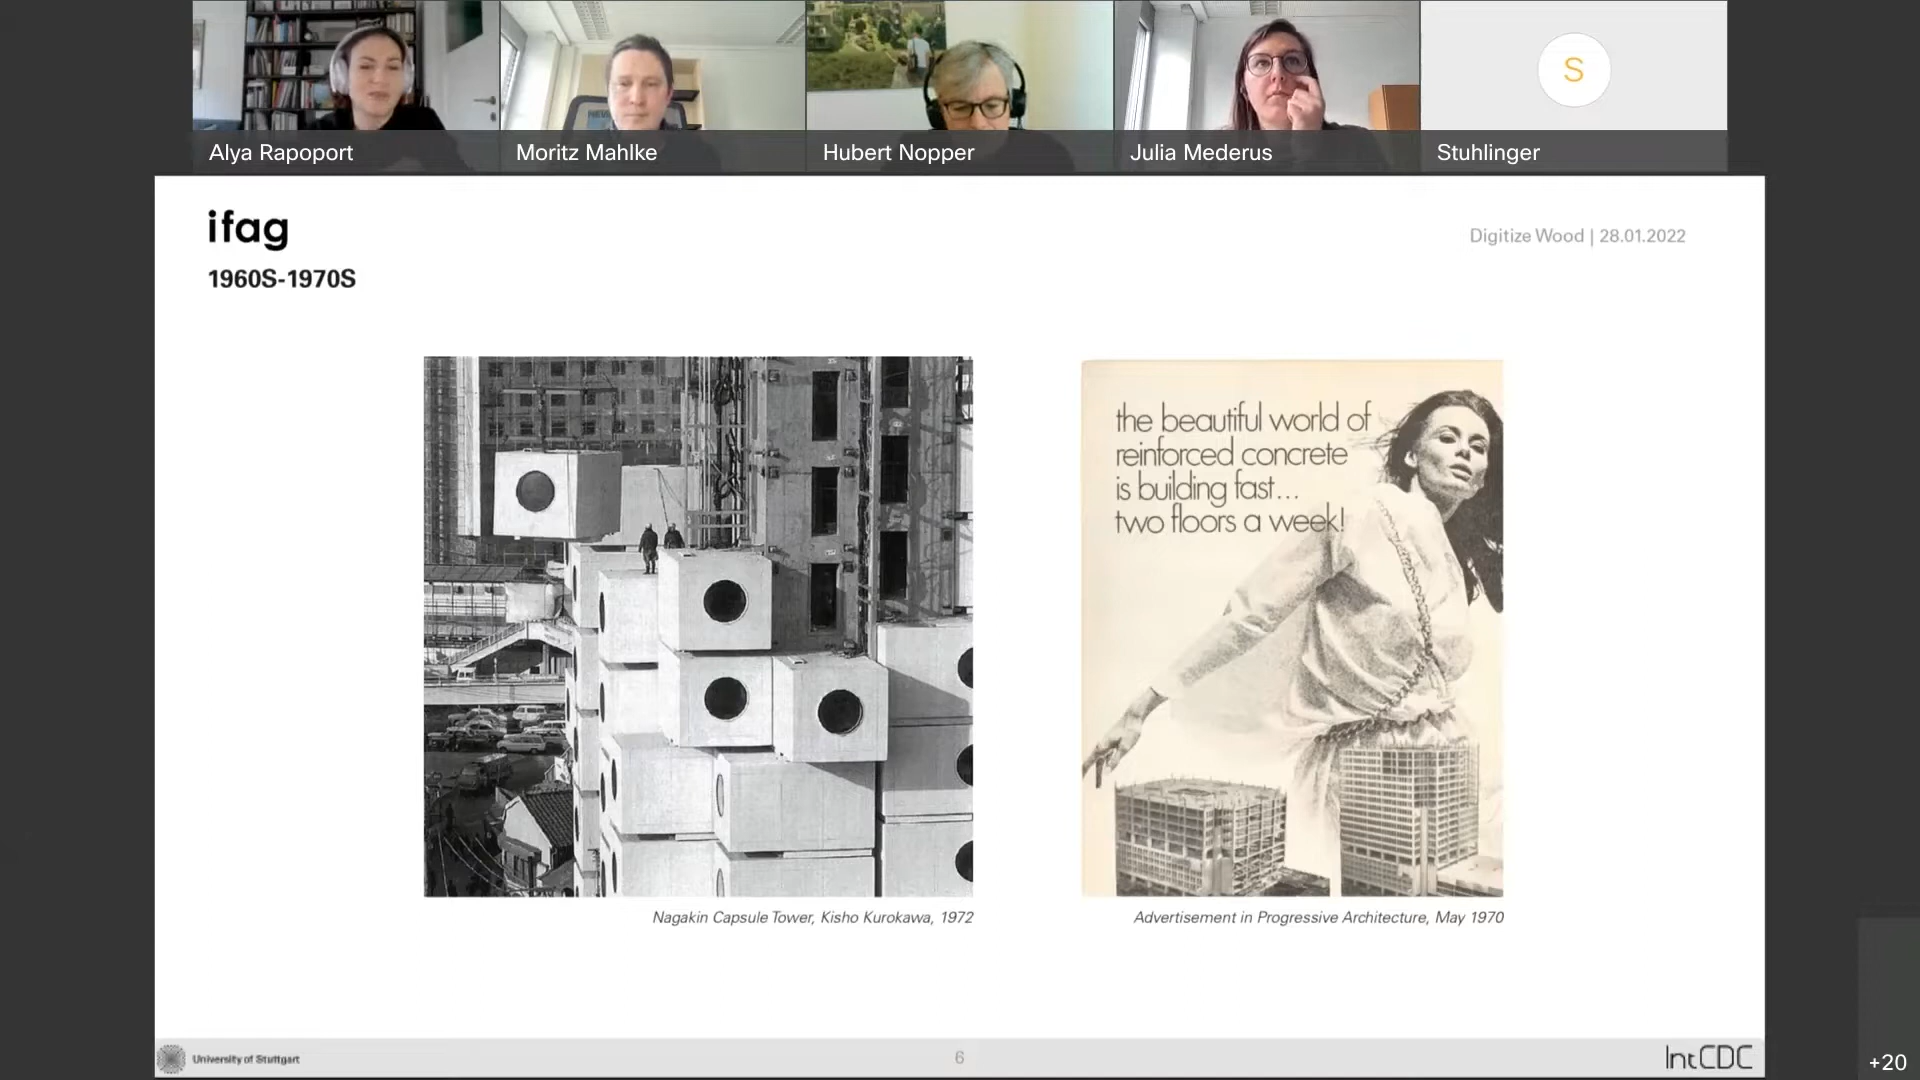 Alya Rapoport
Moritz Mahlke
Hubert Nopper
Julia Mederus
S
Stuhlinger
ifag
Digitize Wood | 28.01.2022
1960S-1970S
the beautiful world of
reinforced concrete
is building fast...
two floors a week!
Nagakin Capsule Tower, Kisho Kurokawa, 1972
Advertisement in Progressive Architecture, May 1970
University of Stuttgart
6
IntCDC
+20